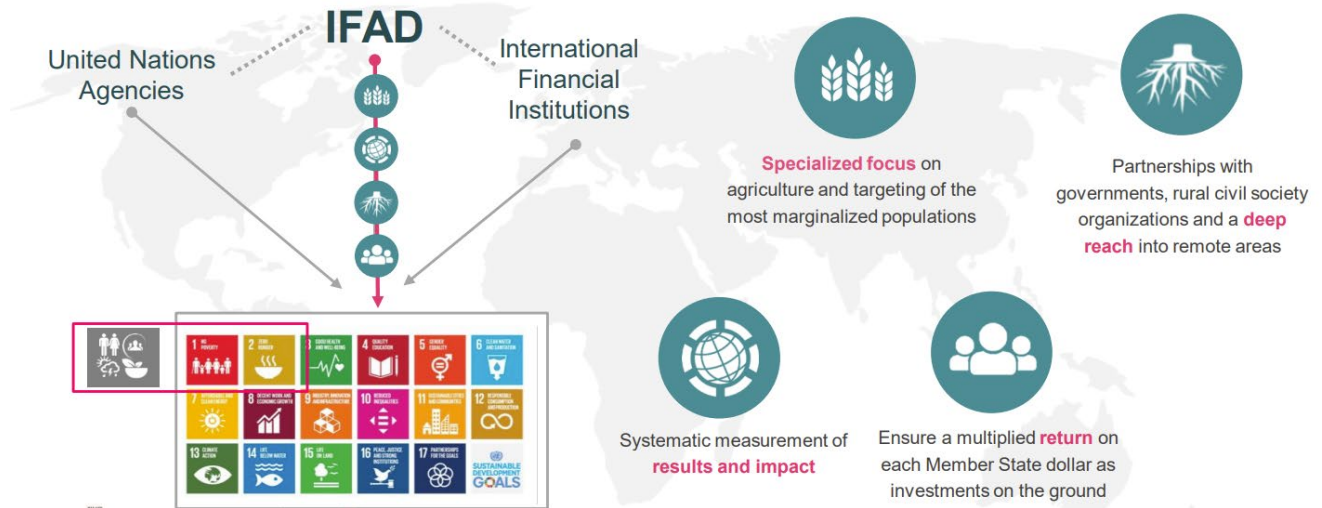 IFAD
United Nations
Agencies
International
Financial
Institutions
Specialized focus on
agriculture and targeting of the
most marginalized populations
Partnerships with
governments, rural civil society
organizations and a deep
reach into remote areas
Systematic measurement of
results and impact
Ensure a multiplied return on
each Member State dollar as
investments on the ground
1 NO
POVERTY
2 ZERO
HUNGER
3 GOOD HEALTH
AND WELL-BEING
4 QUALITY
EDUCATION
5 GENDER
EQUALITY
6 CLEAN WATER
AND SANITATION
7 AFFORDABLE AND
CLEAN ENERGY
8 DECENT WORK AND
ECONOMIC GROWTH
9 INDUSTRY, INNOVATION
AND INFRASTRUCTURE
10 REDUCED
INEQUALITIES
11 SUSTAINABLE CITIES
AND COMMUNITIES
12 RESPONSIBLE
CONSUMPTION
AND PRODUCTION
13 CLIMATE
ACTION
14 LIFE
BELOW WATER
15 LIFE
ON LAND
16 PEACE, JUSTICE
AND STRONG
INSTITUTIONS
17 PARTNERSHIPS
FOR THE GOALS
SUSTAINABLE
DEVELOPMENT
GOALS